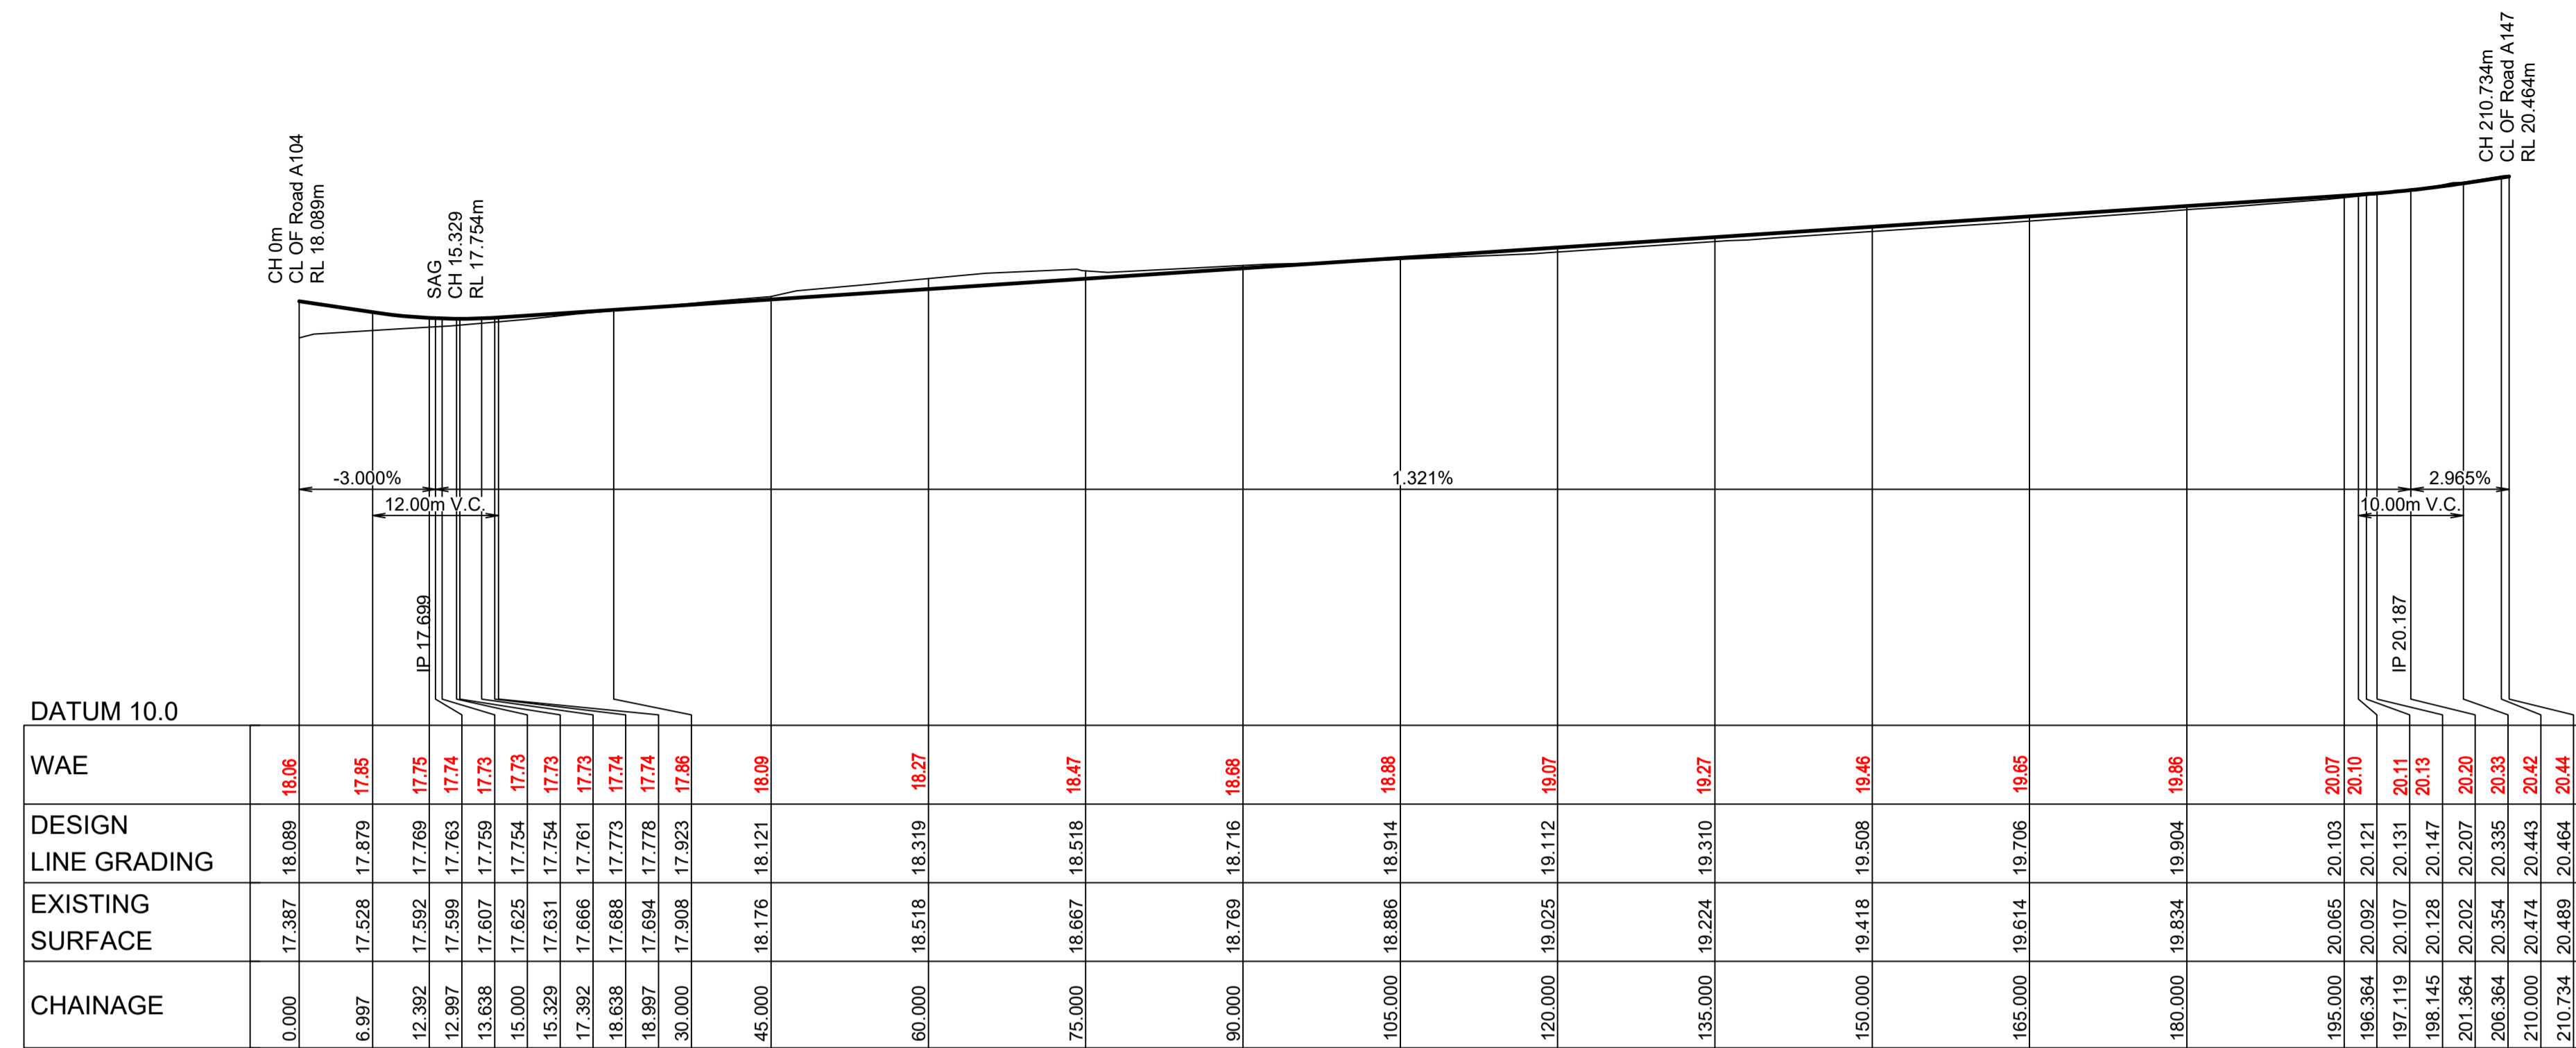 CH 0m
CL OF Road A104
RL 18.089m
SAG
CH 15.329
RL 17.754m
CH 210.734m
CL OF Road A147
RL 20.464m
-3.000%
1.321%
2.965%
12.00m V.C.
10.00m V.C.
IP 17.699
IP 20.187
DATUM 10.0
WAE 18.06 17.85 17.75 17.74 17.73 17.73 17.73 17.73 17.74 17.74 17.86 18.09 18.27 18.47 18.68 18.88 19.07 19.27 19.46 19.65 19.86 20.07 20.10 20.11 20.13 20.20 20.33 20.42 20.44
DESIGN
LINE GRADING 18.089 17.879 17.769 17.763 17.759 17.754 17.754 17.761 17.773 17.778 17.923 18.121 18.319 18.518 18.716 18.914 19.112 19.310 19.508 19.706 19.904 20.103 20.121 20.131 20.147 20.207 20.335 20.443 20.464
EXISTING
SURFACE 17.387 17.528 17.592 17.599 17.607 17.625 17.631 17.666 17.688 17.694 17.908 18.176 18.518 18.667 18.769 18.886 19.025 19.224 19.418 19.614 19.834 20.065 20.092 20.107 20.128 20.202 20.354 20.474 20.489
CHAINAGE 0.000 6.997 12.392 12.997 13.638 15.000 15.329 17.392 18.638 18.997 30.000 45.000 60.000 75.000 90.000 105.000 120.000 135.000 150.000 165.000 180.000 195.000 196.364 197.119 198.145 201.364 206.364 210.000 210.734